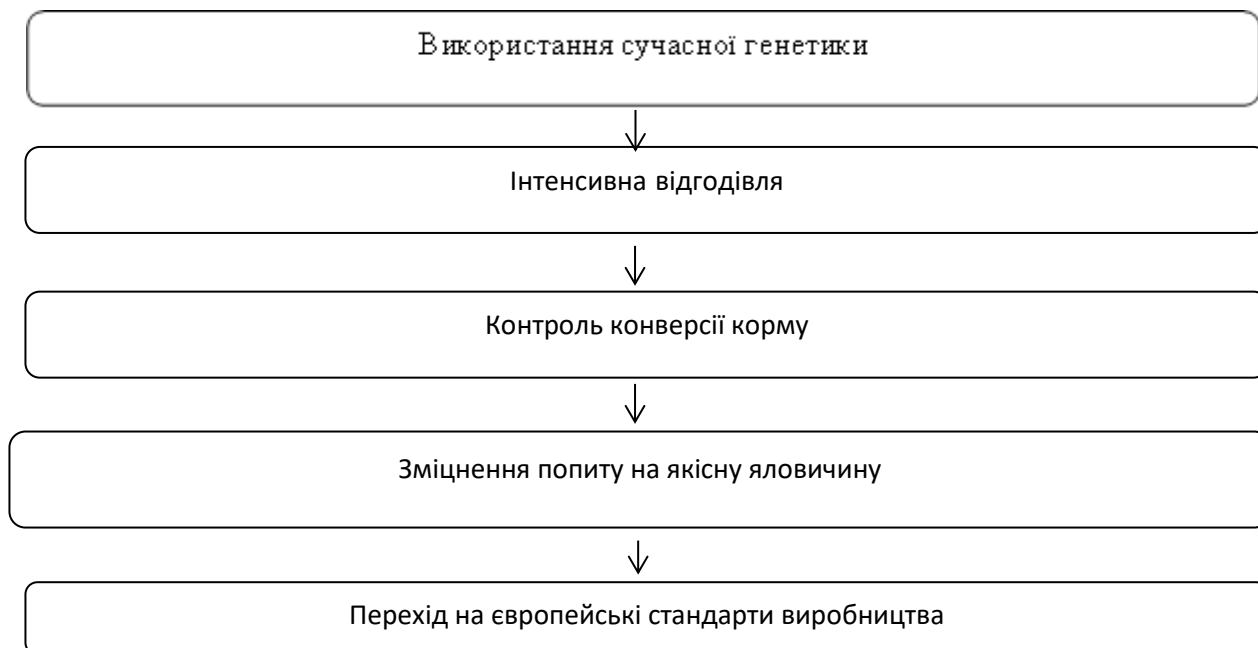 Використання сучасної генетики
Інтенсивна відгодівля
Контроль конверсії корму
Зміцнення попиту на якісну яловичину
Перехід на європейські стандарти виробництва